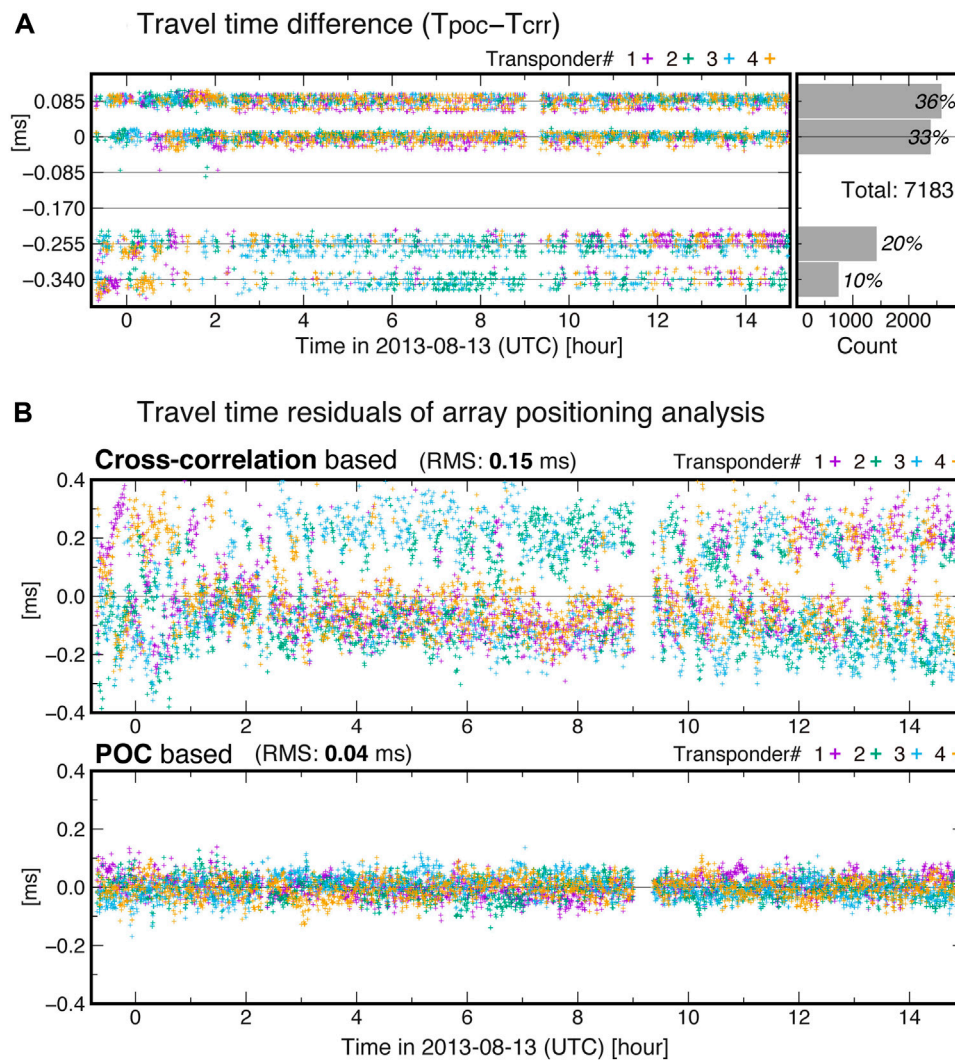 A Travel time difference (Tpoc−Tcrr)
Transponder# 1 + 2 + 3 + 4 +
0.085
0
−0.085
−0.170
−0.255
−0.340
[ms]
36%
33%
Total: 7183
20%
10%
0 2 4 6 8 10 12 14
0 1000 2000
Time in 2013-08-13 (UTC) [hour]
Count
B Travel time residuals of array positioning analysis
Cross-correlation based (RMS: 0.15 ms)
Transponder# 1 + 2 + 3 + 4 +
0.4
0.2
0.0
−0.2
−0.4
[ms]
0 2 4 6 8 10 12 14
POC based (RMS: 0.04 ms)
Transponder# 1 + 2 + 3 + 4 +
0.4
0.2
0.0
−0.2
−0.4
[ms]
0 2 4 6 8 10 12 14
Time in 2013-08-13 (UTC) [hour]